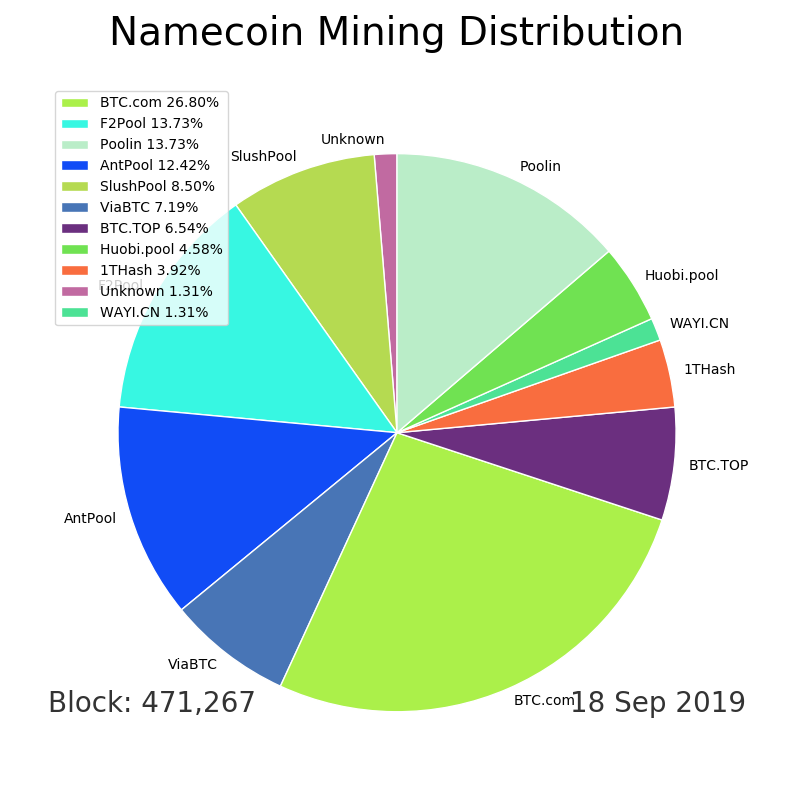 Namecoin Mining Distribution
BTC.com 26.80%
F2Pool 13.73%
Poolin 13.73%
AntPool 12.42%
SlushPool 8.50%
ViaBTC 7.19%
BTC.TOP 6.54%
Huobi.pool 4.58%
1THash 3.92%
Unknown 1.31%
WAYI.CN 1.31%
Unknown
SlushPool
Poolin
Huobi.pool
F2Pool
WAYI.CN
1THash
BTC.TOP
AntPool
ViaBTC
BTC.com
Block: 471,267
18 Sep 2019